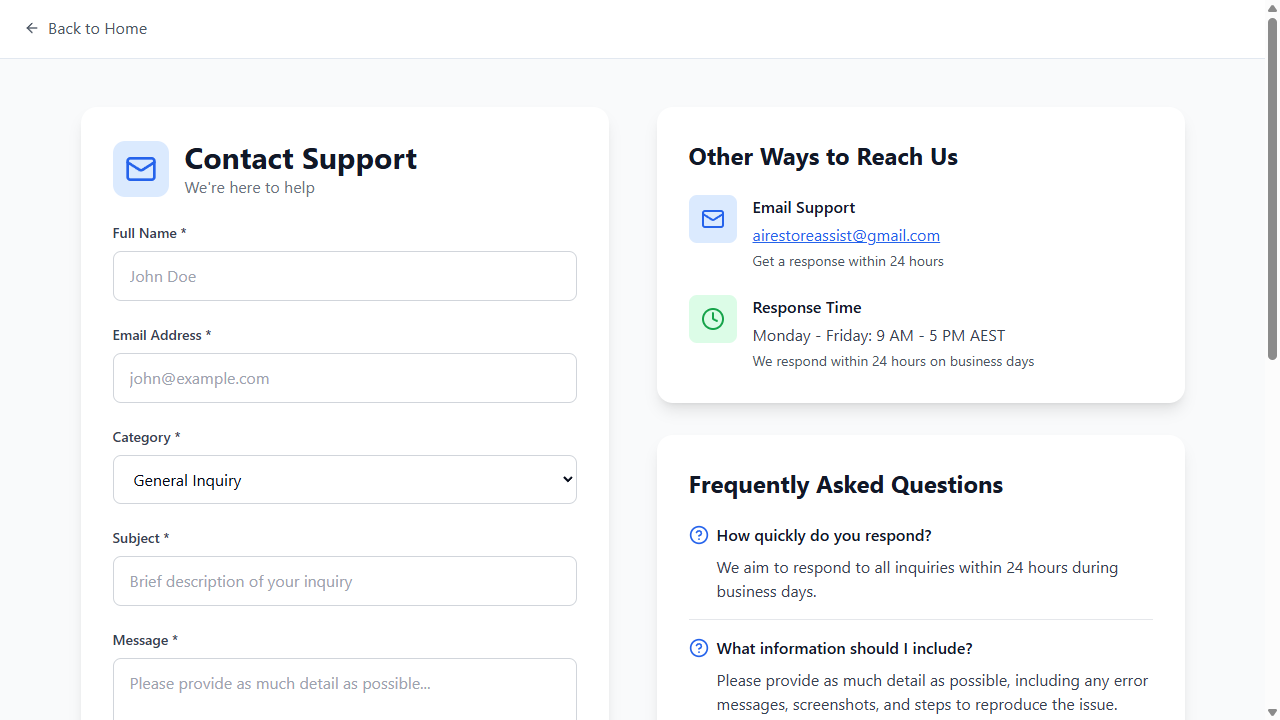 Back to Home
Contact Support
We're here to help
Full Name *
John Doe
Email Address *
john@example.com
Category *
General Inquiry
Subject *
Brief description of your inquiry
Message *
Please provide as much detail as possible...
Other Ways to Reach Us
Email Support
airestoreassist@gmail.com
Get a response within 24 hours
Response Time
Monday - Friday: 9 AM - 5 PM AEST
We respond within 24 hours on business days
Frequently Asked Questions
How quickly do you respond?
We aim to respond to all inquiries within 24 hours during
business days.
What information should I include?
Please provide as much detail as possible, including any error
messages, screenshots, and steps to reproduce the issue.